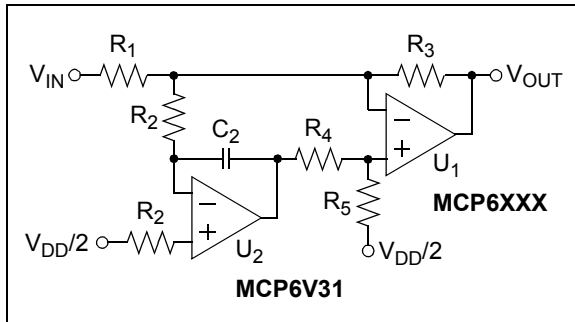 R1
R3
VIN
VOUT
R2
C2
R4
U1
R5
MCP6XXX
R2
VDD/2
U2
VDD/2
MCP6V31